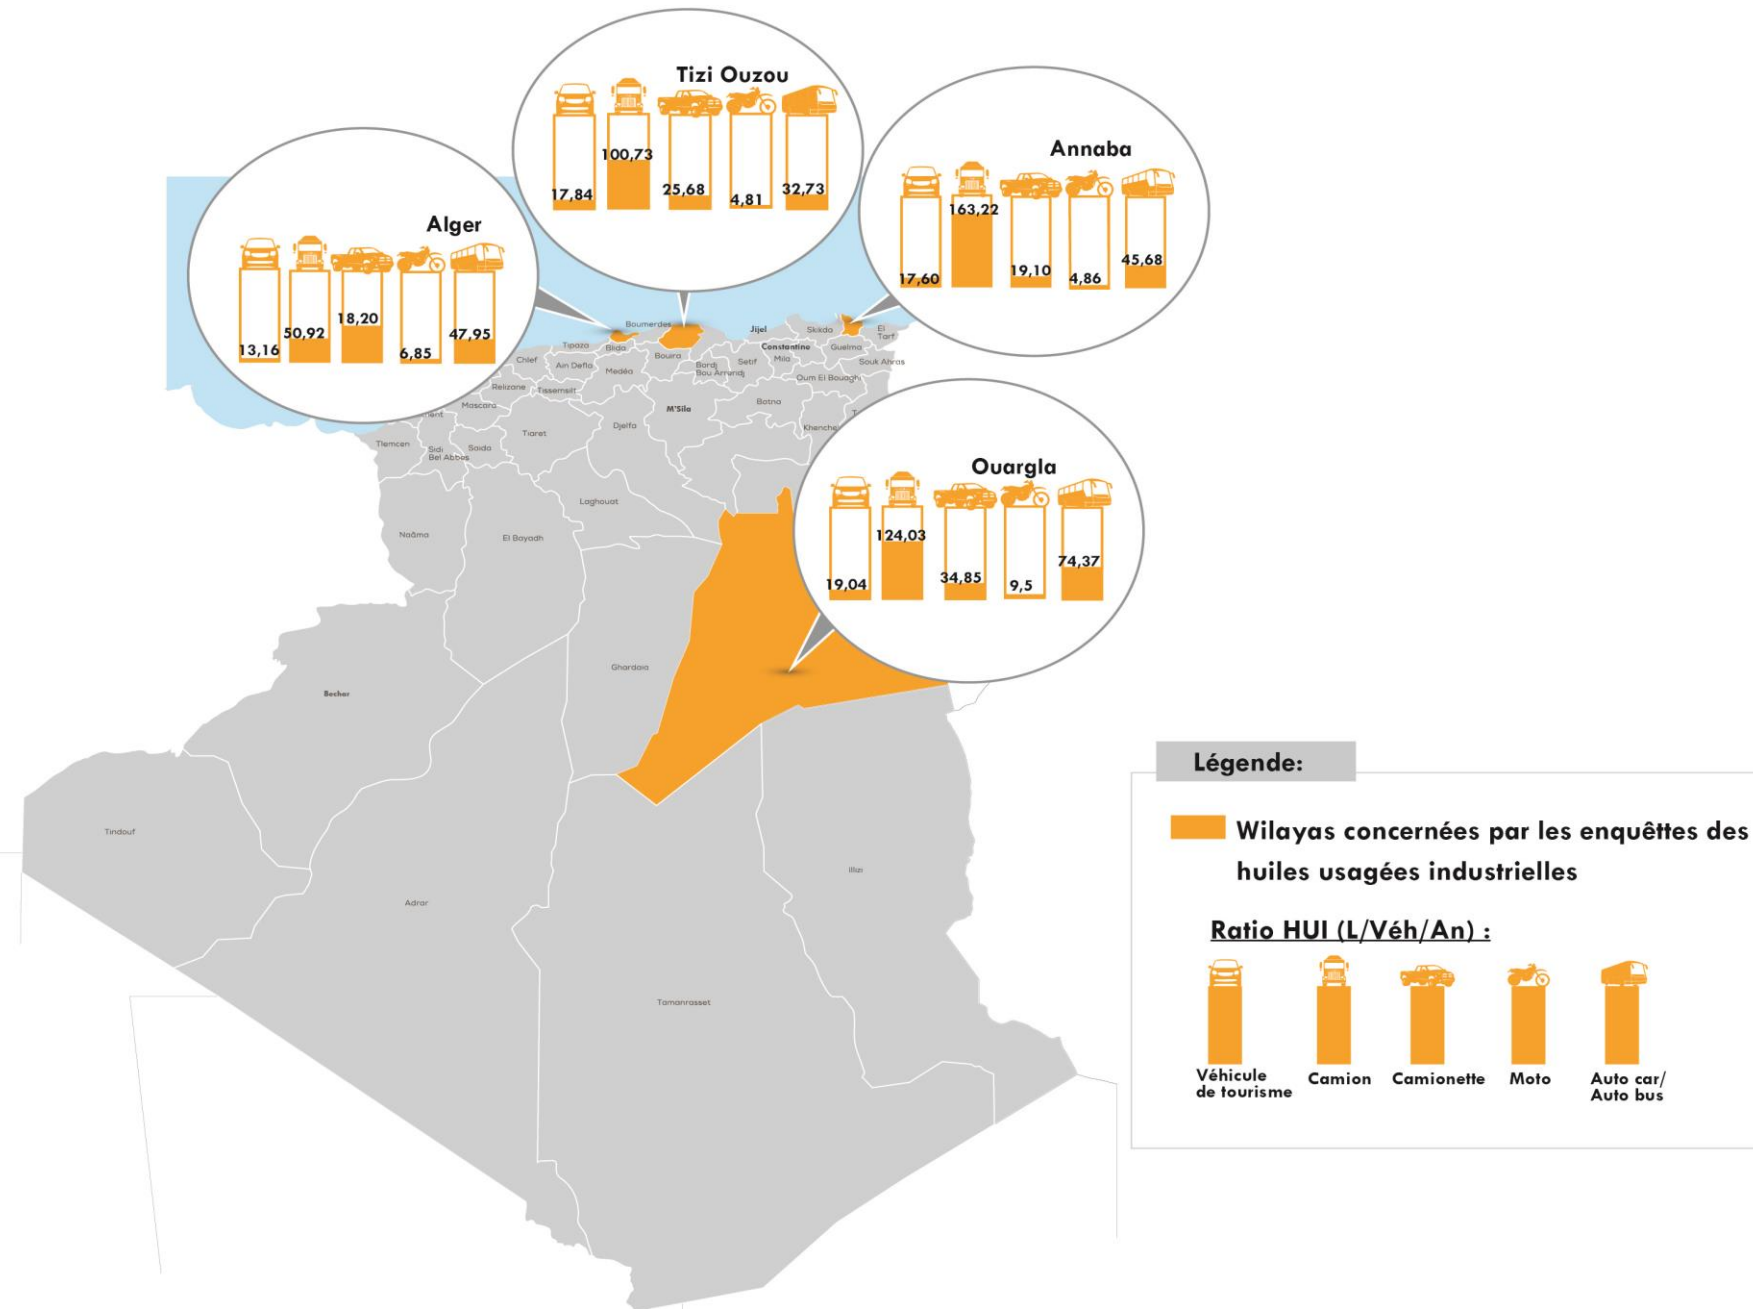 Tizi Ouzou
17,84
100,73
25,68
4,81
32,73
Annaba
17,60
163,22
19,10
4,86
45,68
Alger
13,16
50,92
18,20
6,85
47,95
Ouargla
19,04
124,03
34,85
9,5
74,37
Boumerdes
Jijel
Skikda
El
Tarf
Tipaza
Blida
Bouira
Constantine
Mila
Guelma
Souk Ahras
Chlef
Ain Defla
Medéa
Bordj
Bou Arrendj
Setif
Oum El Bouaghi
Relizane
Tissemsilt
Mascara
M'Sila
Batna
Khenche
Tlemcen
Sidi
Bel Abbes
Saida
Tiaret
Djelfa
Laghouat
Naâma
El Bayadh
Ghardaia
Bechar
Tindouf
Adrar
Illizi
Tamanrasset
Légende:
Wilayas concernées par les enquêttes des
huiles usagées industrielles
Ratio HUI (L/Véh/An) :
Véhicule
de tourisme
Camion
Camionette
Moto
Auto car/
Auto bus